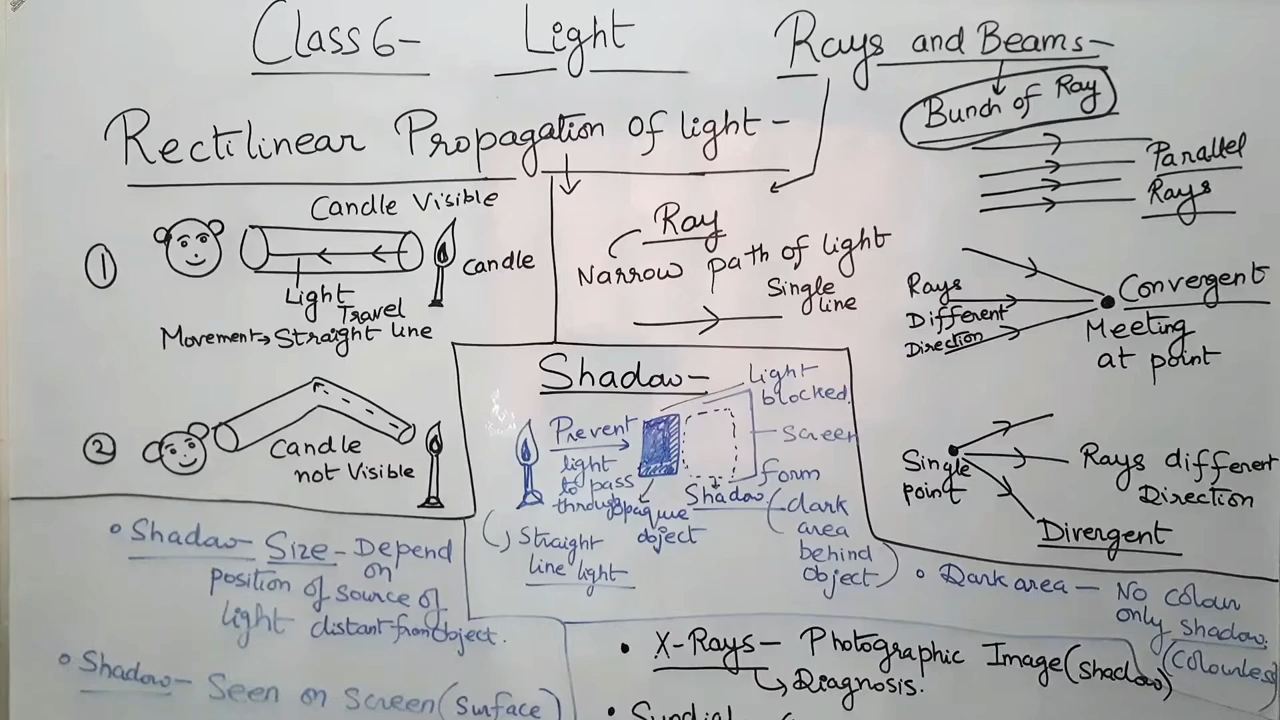 Class 6- Light
Rays and Beams-
Bunch of Ray
Rectilinear Propagation of light-
Parallel
Rays
Candle Visible
1
Candle
Light
Travel
Movement→ Straight line
Ray
Narrow path of light
Single
line
Rays
Different
Direction
Convergent
Meeting
at point
2
Candle
not Visible
Shadow-
Light
blocked.
Prevent
light
to pass
through
opaque
object
Screen
form
Shadow
(dark
area
behind
object)
Straight
line light
Single
point
Rays different
Direction
Divergent
• Shadow Size- Depend
on
position of source of
light distant from object.
• Dark area - No colour
only shadow.
(Colourless)
• Shadow- Seen on Screen (Surface)
• X-Rays- Photographic Image (shadow)
↳ Diagnosis.
• Sundial